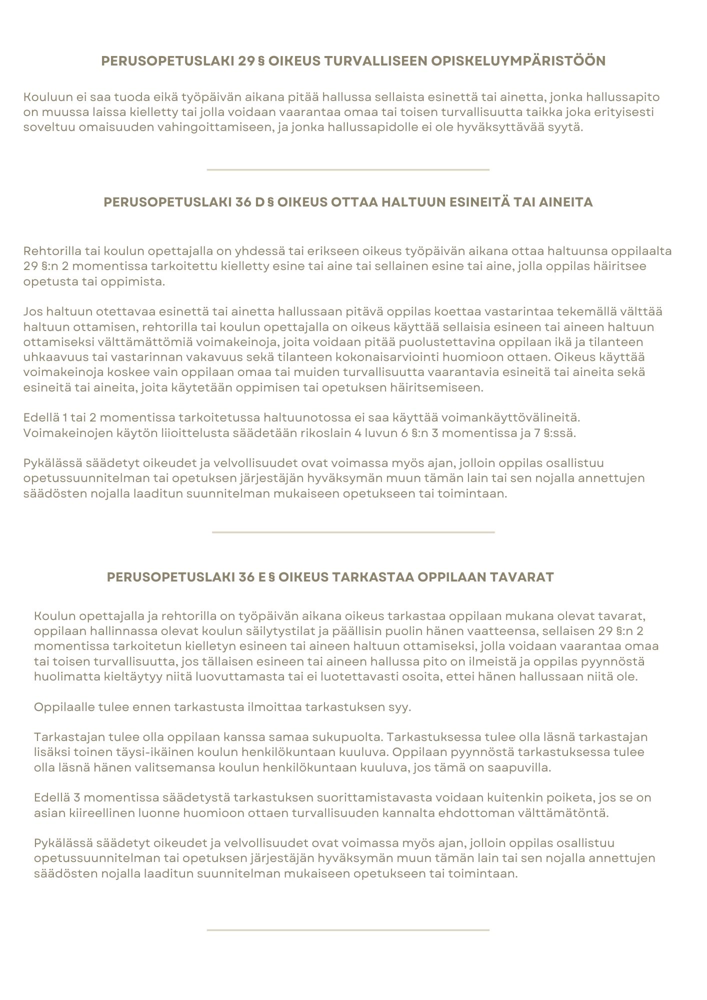 PERUSOPETUSLAKI 29 § OIKEUS TURVALLISEEN OPISKELUYMPÄRISTÖÖN
Kouluun ei saa tuoda eikä työpäivän aikana pitää hallussa sellaista esinettä tai ainetta, jonka hallussapito
on muussa laissa kielletty tai jolla voidaan vaarantaa omaa tai toisen turvallisuutta taikka joka erityisesti
soveltuu omaisuuden vahingoittamiseen, ja jonka hallussapidolle ei ole hyväksyttävää syytä.
PERUSOPETUSLAKI 36 D § OIKEUS OTTAA HALTUUN ESINEITÄ TAI AINEITA
Rehtorilla tai koulun opettajalla on yhdessä tai erikseen oikeus työpäivän aikana ottaa haltuunsa oppilaalta
29 §:n 2 momentissa tarkoitettu kielletty esine tai aine tai sellainen esine tai aine, jolla oppilas häiritsee
opetusta tai oppimista.
Jos haltuun otettavaa esinettä tai ainetta hallussaan pitävä oppilas koettaa vastarintaa tekemällä välttää
haltuun ottamisen, rehtorilla tai koulun opettajalla on oikeus käyttää sellaisia esineen tai aineen haltuun
ottamiseksi välttämättömiä voimakeinoja, joita voidaan pitää puolustettavina oppilaan ikä ja tilanteen
uhkaavuus tai vastarinnan vakavuus sekä tilanteen kokonaisarviointi huomioon ottaen. Oikeus käyttää
voimakeinoja koskee vain oppilaan omaa tai muiden turvallisuutta vaarantavia esineitä tai aineita sekä
esineitä tai aineita, joita käytetään oppimisen tai opetuksen häiritsemiseen.
Edellä 1 tai 2 momentissa tarkoitetussa haltuunotossa ei saa käyttää voimankäyttövälineitä.
Voimakeinojen käytön liioittelusta säädetään rikoslain 4 luvun 6 §:n 3 momentissa ja 7 §:ssä.
Pykälässä säädetyt oikeudet ja velvollisuudet ovat voimassa myös ajan, jolloin oppilas osallistuu
opetussuunnitelman tai opetuksen järjestäjän hyväksymän muun tämän lain tai sen nojalla annettujen
säädösten nojalla laaditun suunnitelman mukaiseen opetukseen tai toimintaan.
PERUSOPETUSLAKI 36 E § OIKEUS TARKASTAA OPPILAAN TAVARAT
Koulun opettajalla ja rehtorilla on työpäivän aikana oikeus tarkastaa oppilaan mukana olevat tavarat,
oppilaan hallinnassa olevat koulun säilytystilat ja päällisin puolin hänen vaatteensa, sellaisen 29 §:n 2
momentissa tarkoitetun kielletyn esineen tai aineen haltuun ottamiseksi, jolla voidaan vaarantaa omaa
tai toisen turvallisuutta, jos tällaisen esineen tai aineen hallussa pito on ilmeistä ja oppilas pyynnöstä
huolimatta kieltäytyy niitä luovuttamasta tai ei luotettavasti osoita, ettei hänen hallussaan niitä ole.
Oppilaalle tulee ennen tarkastusta ilmoittaa tarkastuksen syy.
Tarkastajan tulee olla oppilaan kanssa samaa sukupuolta. Tarkastuksessa tulee olla läsnä tarkastajan
lisäksi toinen täysi-ikäinen koulun henkilökuntaan kuuluva. Oppilaan pyynnöstä tarkastuksessa tulee
olla läsnä hänen valitsemansa koulun henkilökuntaan kuuluva, jos tämä on saapuvilla.
Edellä 3 momentissa säädetystä tarkastuksen suorittamistavasta voidaan kuitenkin poiketa, jos se on
asian kiireellinen luonne huomioon ottaen turvallisuuden kannalta ehdottoman välttämätöntä.
Pykälässä säädetyt oikeudet ja velvollisuudet ovat voimassa myös ajan, jolloin oppilas osallistuu
opetussuunnitelman tai opetuksen järjestäjän hyväksymän muun tämän lain tai sen nojalla annettujen
säädösten nojalla laaditun suunnitelman mukaiseen opetukseen tai toimintaan.